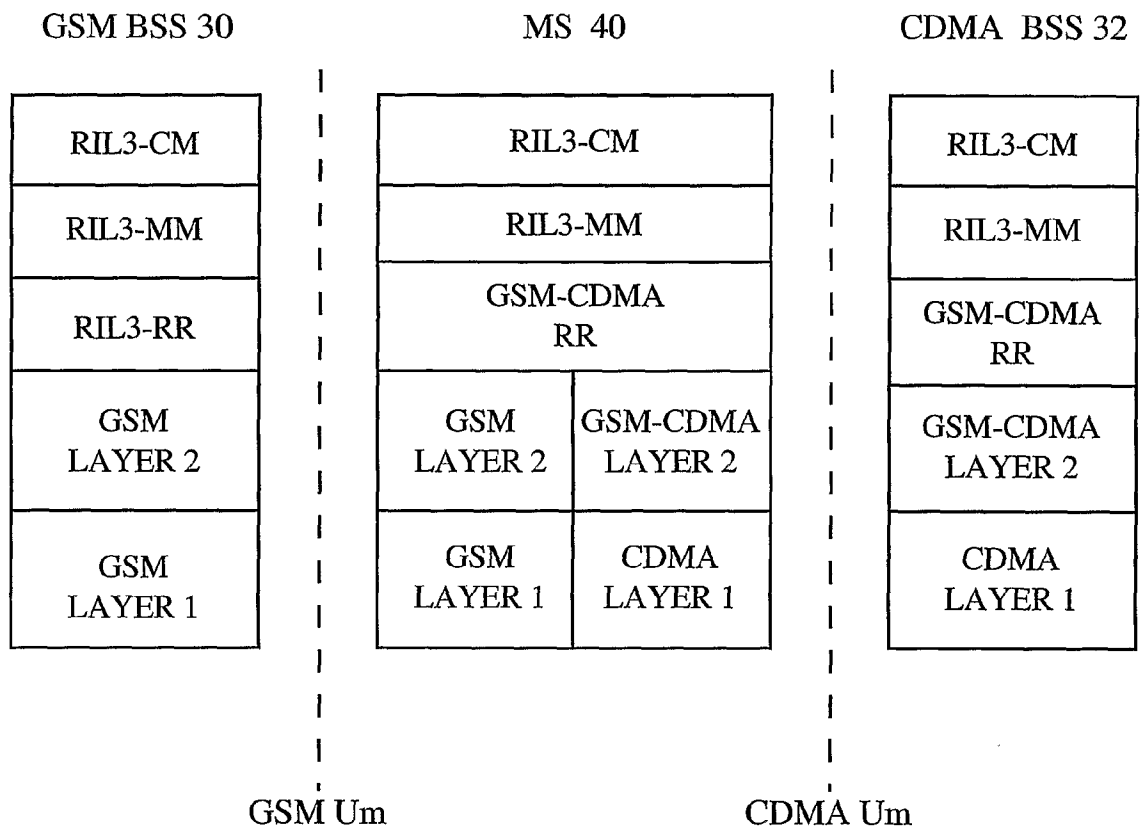 GSM BSS 30
MS 40
CDMA BSS 32
RIL3-CM
RIL3-MM
RIL3-RR
GSM
LAYER 2
GSM
LAYER 1
RIL3-CM
RIL3-MM
GSM-CDMA
RR
GSM
LAYER 2
GSM-CDMA
LAYER 2
GSM
LAYER 1
CDMA
LAYER 1
RIL3-CM
RIL3-MM
GSM-CDMA
RR
GSM-CDMA
LAYER 2
CDMA
LAYER 1
GSM Um
CDMA Um